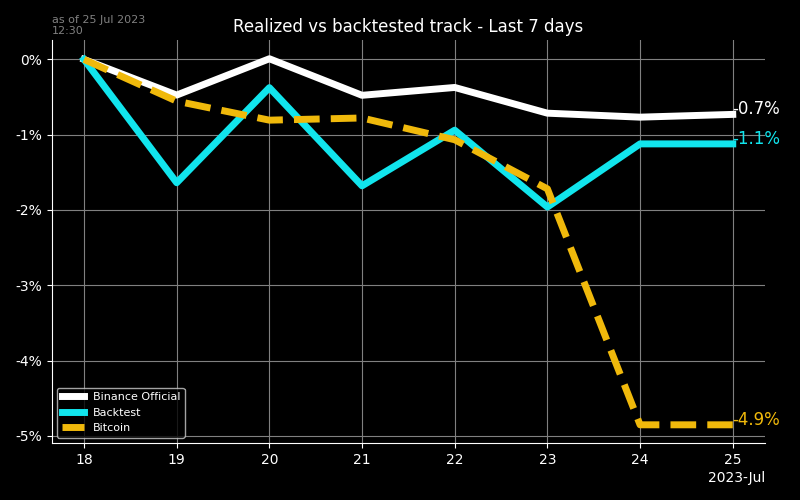 as of 25 Jul 2023
12:30
Realized vs backtested track - Last 7 days
0%
-1%
-2%
-3%
-4%
-5%
-0.7%
-1.1%
-4.9%
Binance Official
Backtest
Bitcoin
18 19 20 21 22 23 24 25
2023-Jul